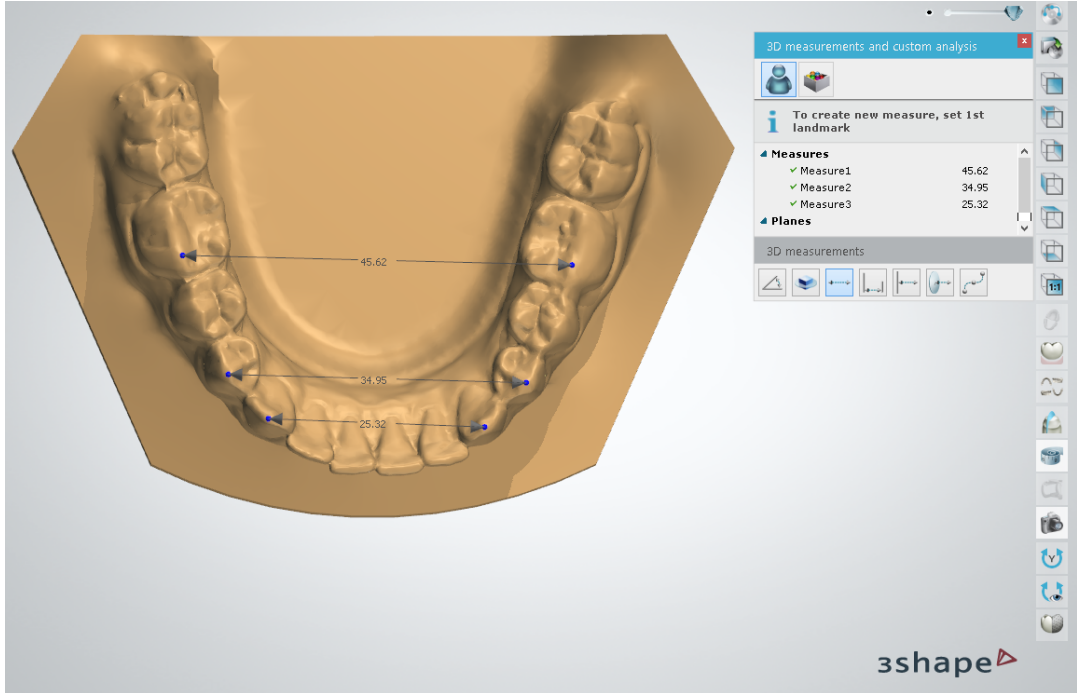 3D measurements and custom analysis
x
To create new measure, set 1st
landmark
Measures
Measure1 45.62
Measure2 34.95
Measure3 25.32
Planes
3D measurements
1:1
45.62
34.95
25.32
Y
3shape